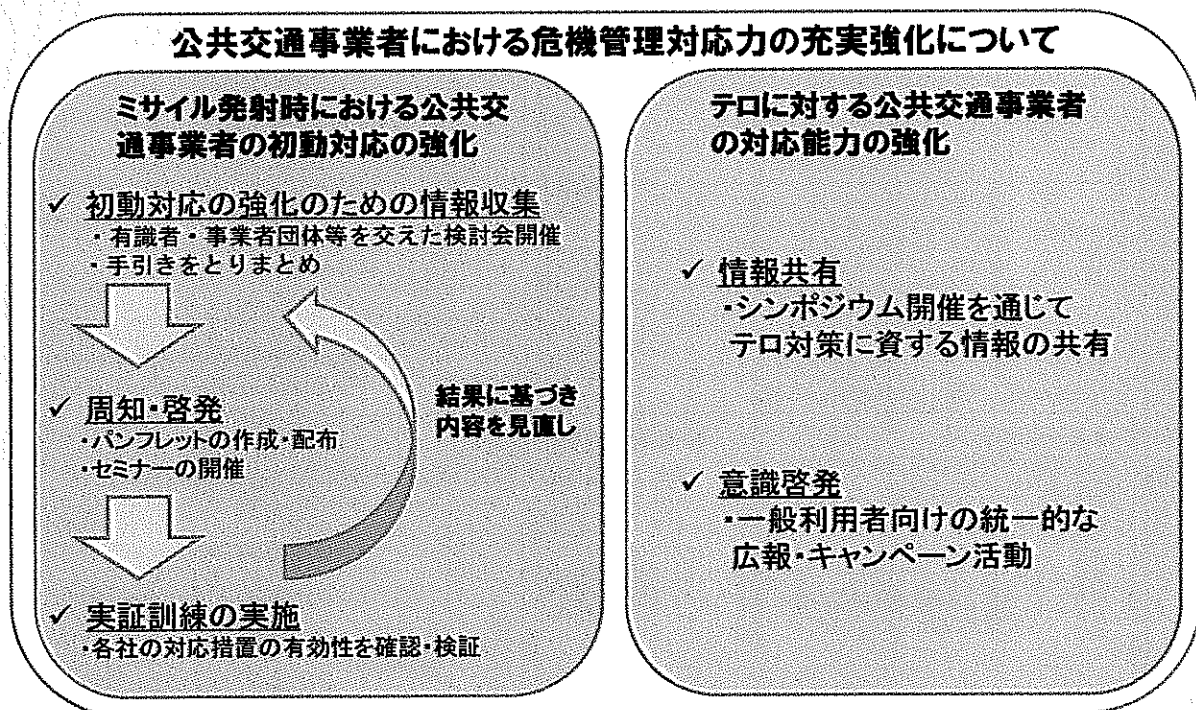 公共交通事業者における危機管理対応力の充実強化について
ミサイル発射時における公共交
通事業者の初動対応の強化
✓ 初動対応の強化のための情報収集
・有識者・事業者団体等を交えた検討会開催
・手引きをとりまとめ
✓ 周知・啓発
・パンフレットの作成・配布
・セミナーの開催
結果に基づき
内容を見直し
✓ 実証訓練の実施
・各社の対応措置の有効性を確認・検証
テロに対する公共交通事業者
の対応能力の強化
✓ 情報共有
・シンポジウム開催を通じて
テロ対策に資する情報の共有
✓ 意識啓発
・一般利用者向けの統一的な
広報・キャンペーン活動